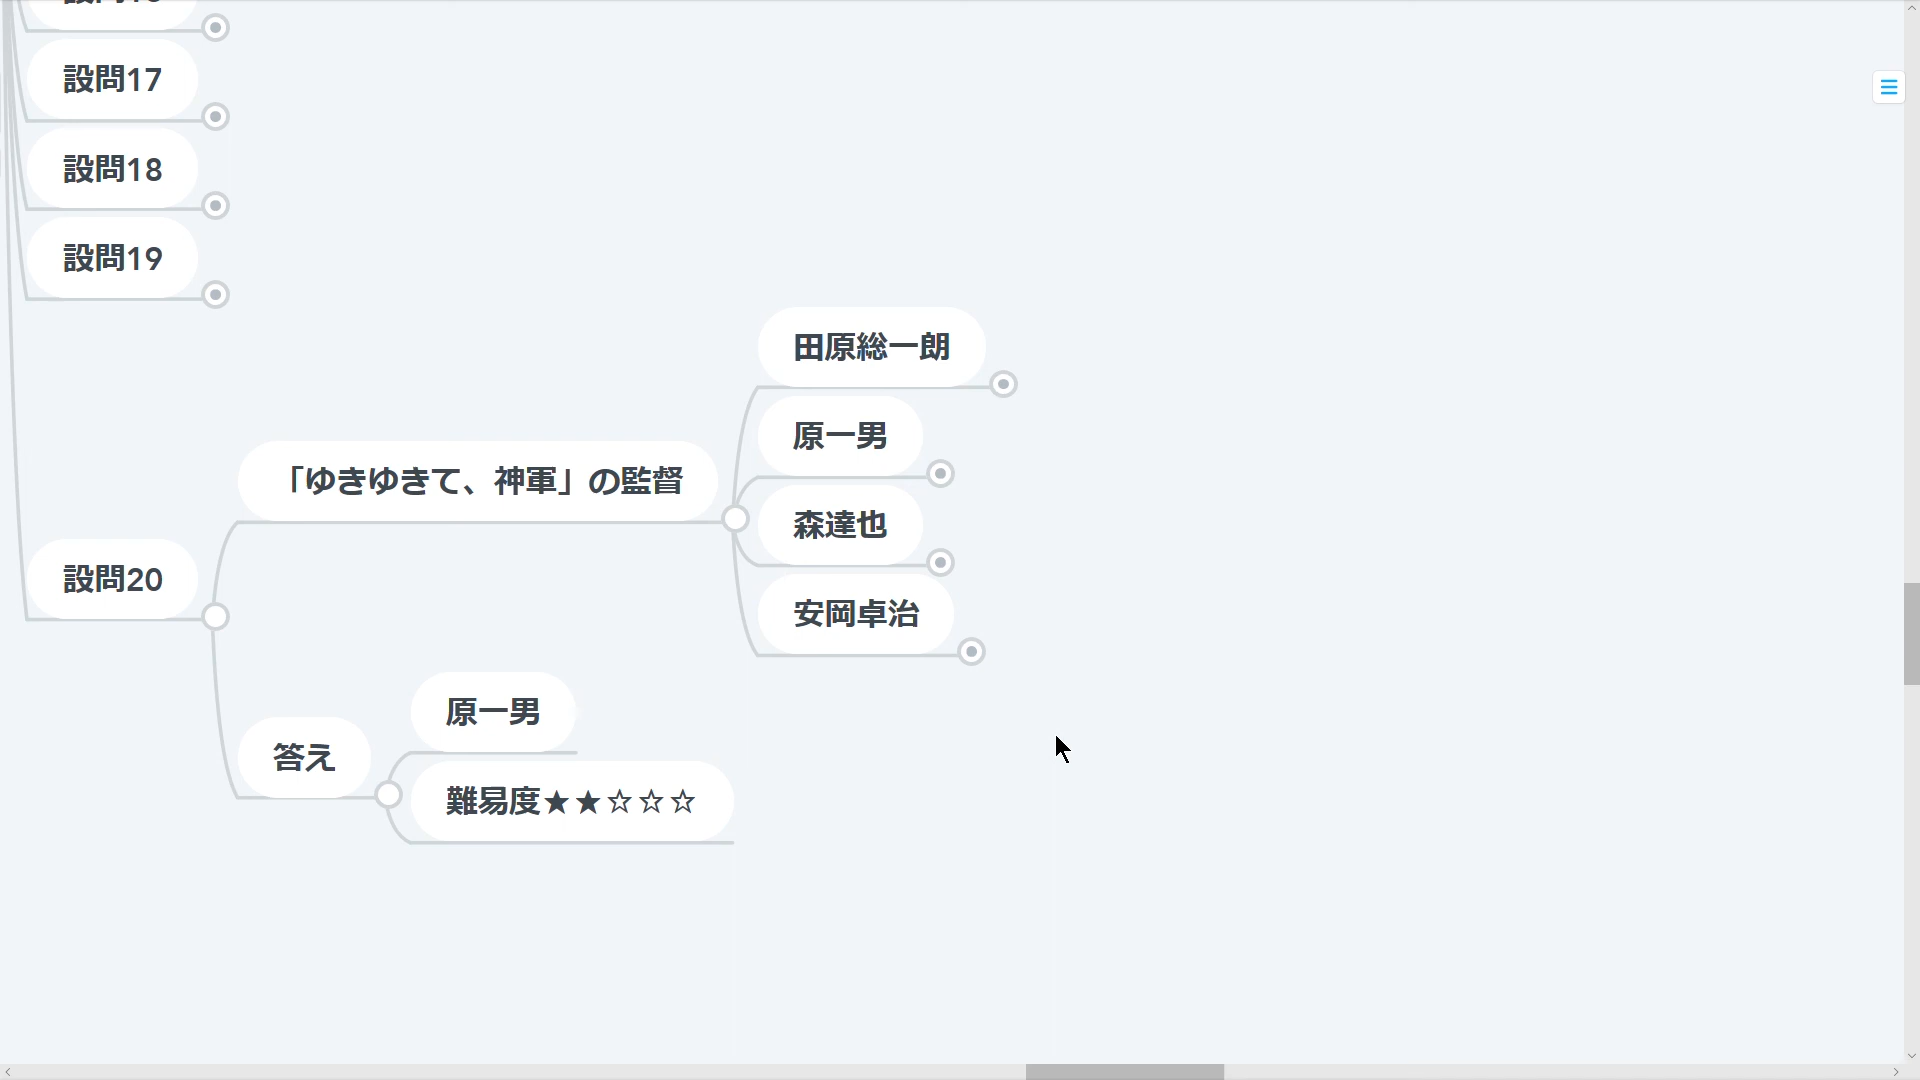 設問17
設問18
設問19
設問20
「ゆきゆきて、神軍」の監督
田原総一朗
原一男
森達也
安岡卓治
答え
原一男
難易度★★☆☆☆